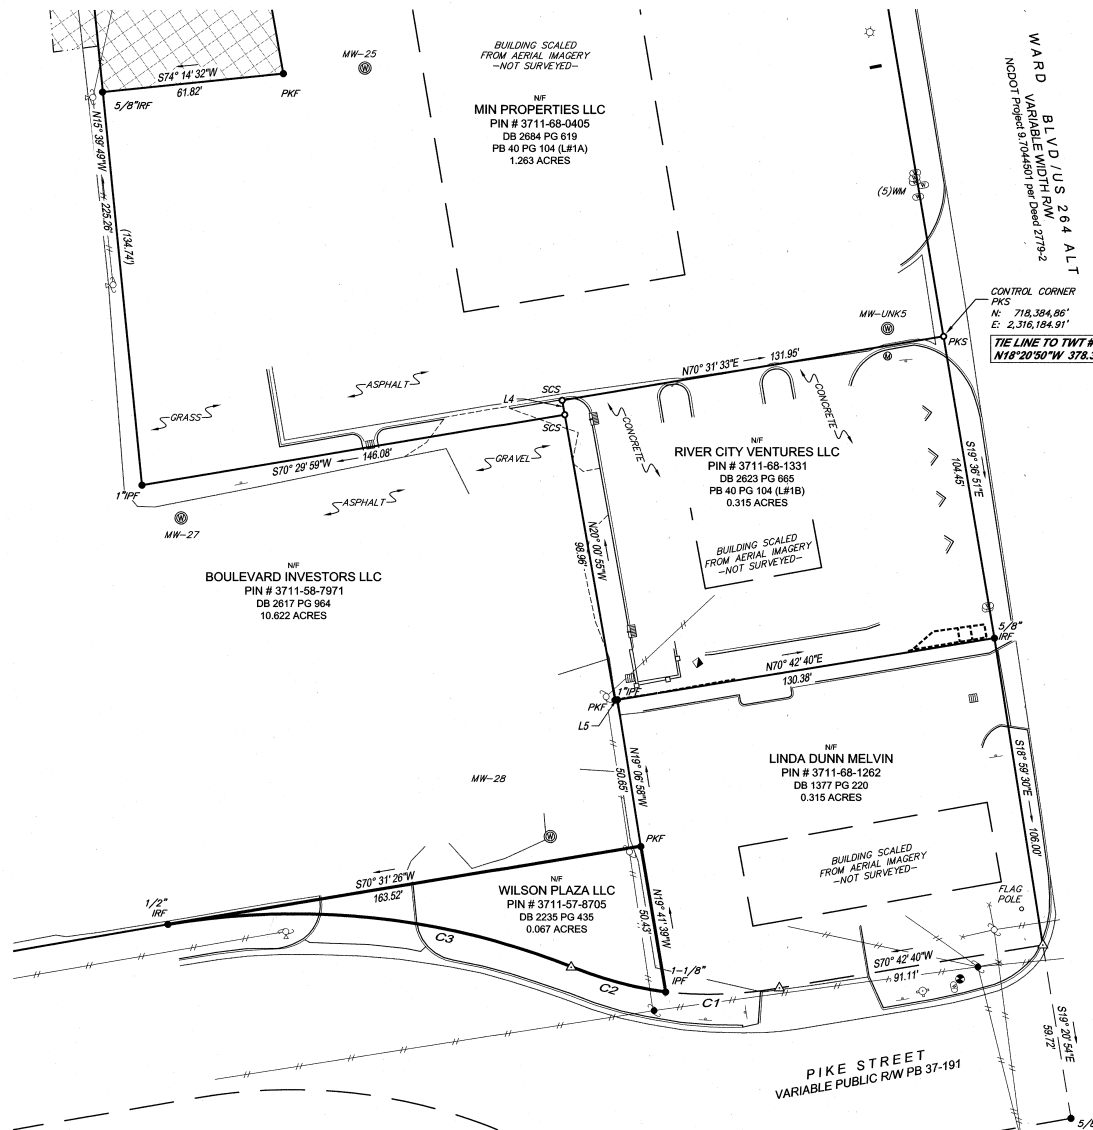 MW-25
BUILDING SCALED
FROM AERIAL IMAGERY
-NOT SURVEYED-
S74° 14' 32"W
61.82'
5/8"IRF
PKF
N/F
MIN PROPERTIES LLC
PIN # 3711-68-0405
DB 2684 PG 619
PB 40 PG 104 (L#1A)
1.263 ACRES
WARD BLVD/US 264 ALT
VARIABLE WIDTH R/W
NCDOT Project 9.7044501 per Deed 2779-2
N15° 39' 49"W
225.26'
(134.74')
(5)WM
CONTROL CORNER
PKS
N: 718,384.86'
E: 2,316,184.91'
TIE LINE TO TWT #
N18°20'50"W 378.3
MW-UNK5
PKS
N70° 31' 33"E
131.95'
SCS
L4
SCS
ASPHALT
GRASS
CONCRETE
CONCRETE
GRAVEL
S70° 29' 59"W
146.08'
1"IPF
ASPHALT
MW-27
N/F
RIVER CITY VENTURES LLC
PIN # 3711-68-1331
DB 2623 PG 665
PB 40 PG 104 (L#1B)
0.315 ACRES
S19° 36' 51"E
104.45'
N20° 00' 55"W
98.96'
BUILDING SCALED
FROM AERIAL IMAGERY
-NOT SURVEYED-
N/F
BOULEVARD INVESTORS LLC
PIN # 3711-58-7971
DB 2617 PG 964
10.622 ACRES
5/8"
IRF
N70° 42' 40"E
130.38'
1"IPF
PKF
L5
N19° 06' 58"W
50.65'
MW-28
N/F
LINDA DUNN MELVIN
PIN # 3711-68-1262
DB 1377 PG 220
0.315 ACRES
S18° 59' 30"E
106.00'
PKF
BUILDING SCALED
FROM AERIAL IMAGERY
-NOT SURVEYED-
S70° 31' 26"W
163.52'
1/2"
IRF
N/F
WILSON PLAZA LLC
PIN # 3711-57-8705
DB 2235 PG 435
0.067 ACRES
N19° 41' 39"W
50.43'
FLAG
POLE
C3
C2
C1
1-1/8"
IPF
S70° 42' 40"W
91.11'
S19° 20' 54"E
59.72'
PIKE STREET
VARIABLE PUBLIC R/W PB 37-191